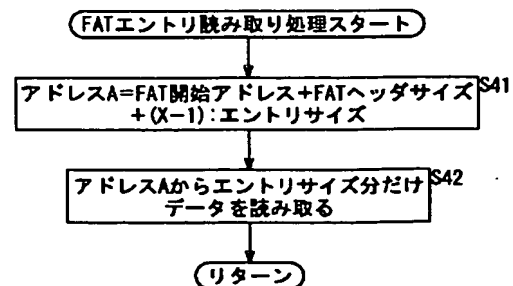 FATエントリ読み取り処理スタート
アドレスA=FAT開始アドレス+FATヘッダサイズ
+(X-1):エントリサイズ
S41
アドレスAからエントリサイズ分だけ
データを読み取る
S42
リターン